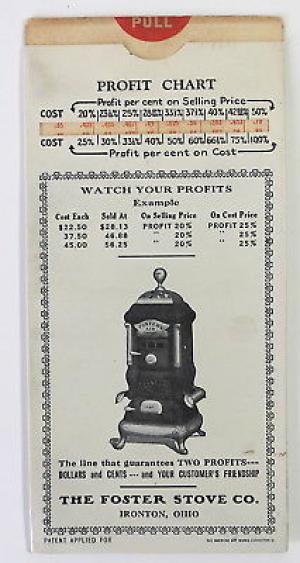 PULL
PROFIT CHART
Profit per cent on Selling Price
COST 20% 23⅛% 25% 28⅝% 33⅓% 37½% 40% 42⅞% 50%
COST 25% 30% 33⅓% 40% 50% 60% 66⅔% 75% 100%
Profit per cent on Cost
WATCH YOUR PROFITS
Example
Cost Each Sold At On Selling Price On Cost Price
$22.50 $28.13 PROFIT 20% PROFIT 25%
37.50 46.88 " 20% " 25%
45.00 56.25 " 20% " 25%
The line that guarantees TWO PROFITS---
DOLLARS and CENTS --- and YOUR CUSTOMER'S FRIENDSHIP
THE FOSTER STOVE CO.
IRONTON, OHIO
PATENT APPLIED FOR